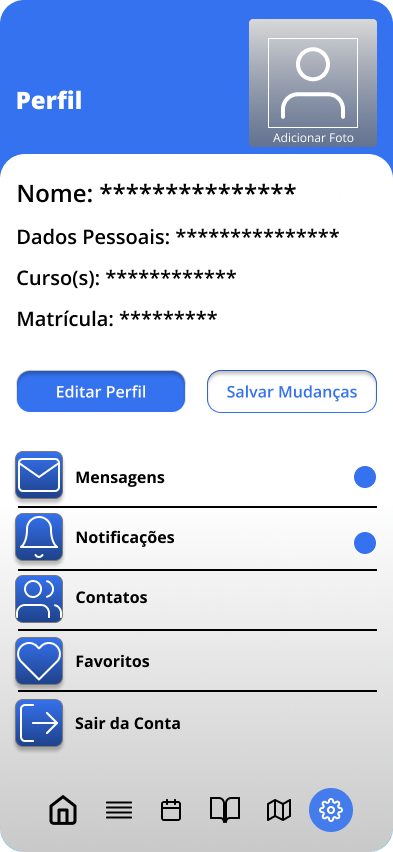 Perfil
Adicionar Foto
Nome: ***************
Dados Pessoais: ***************
Curso(s): ************
Matrícula: *********
Editar Perfil
Salvar Mudanças
Mensagens
Notificações
Contatos
Favoritos
Sair da Conta